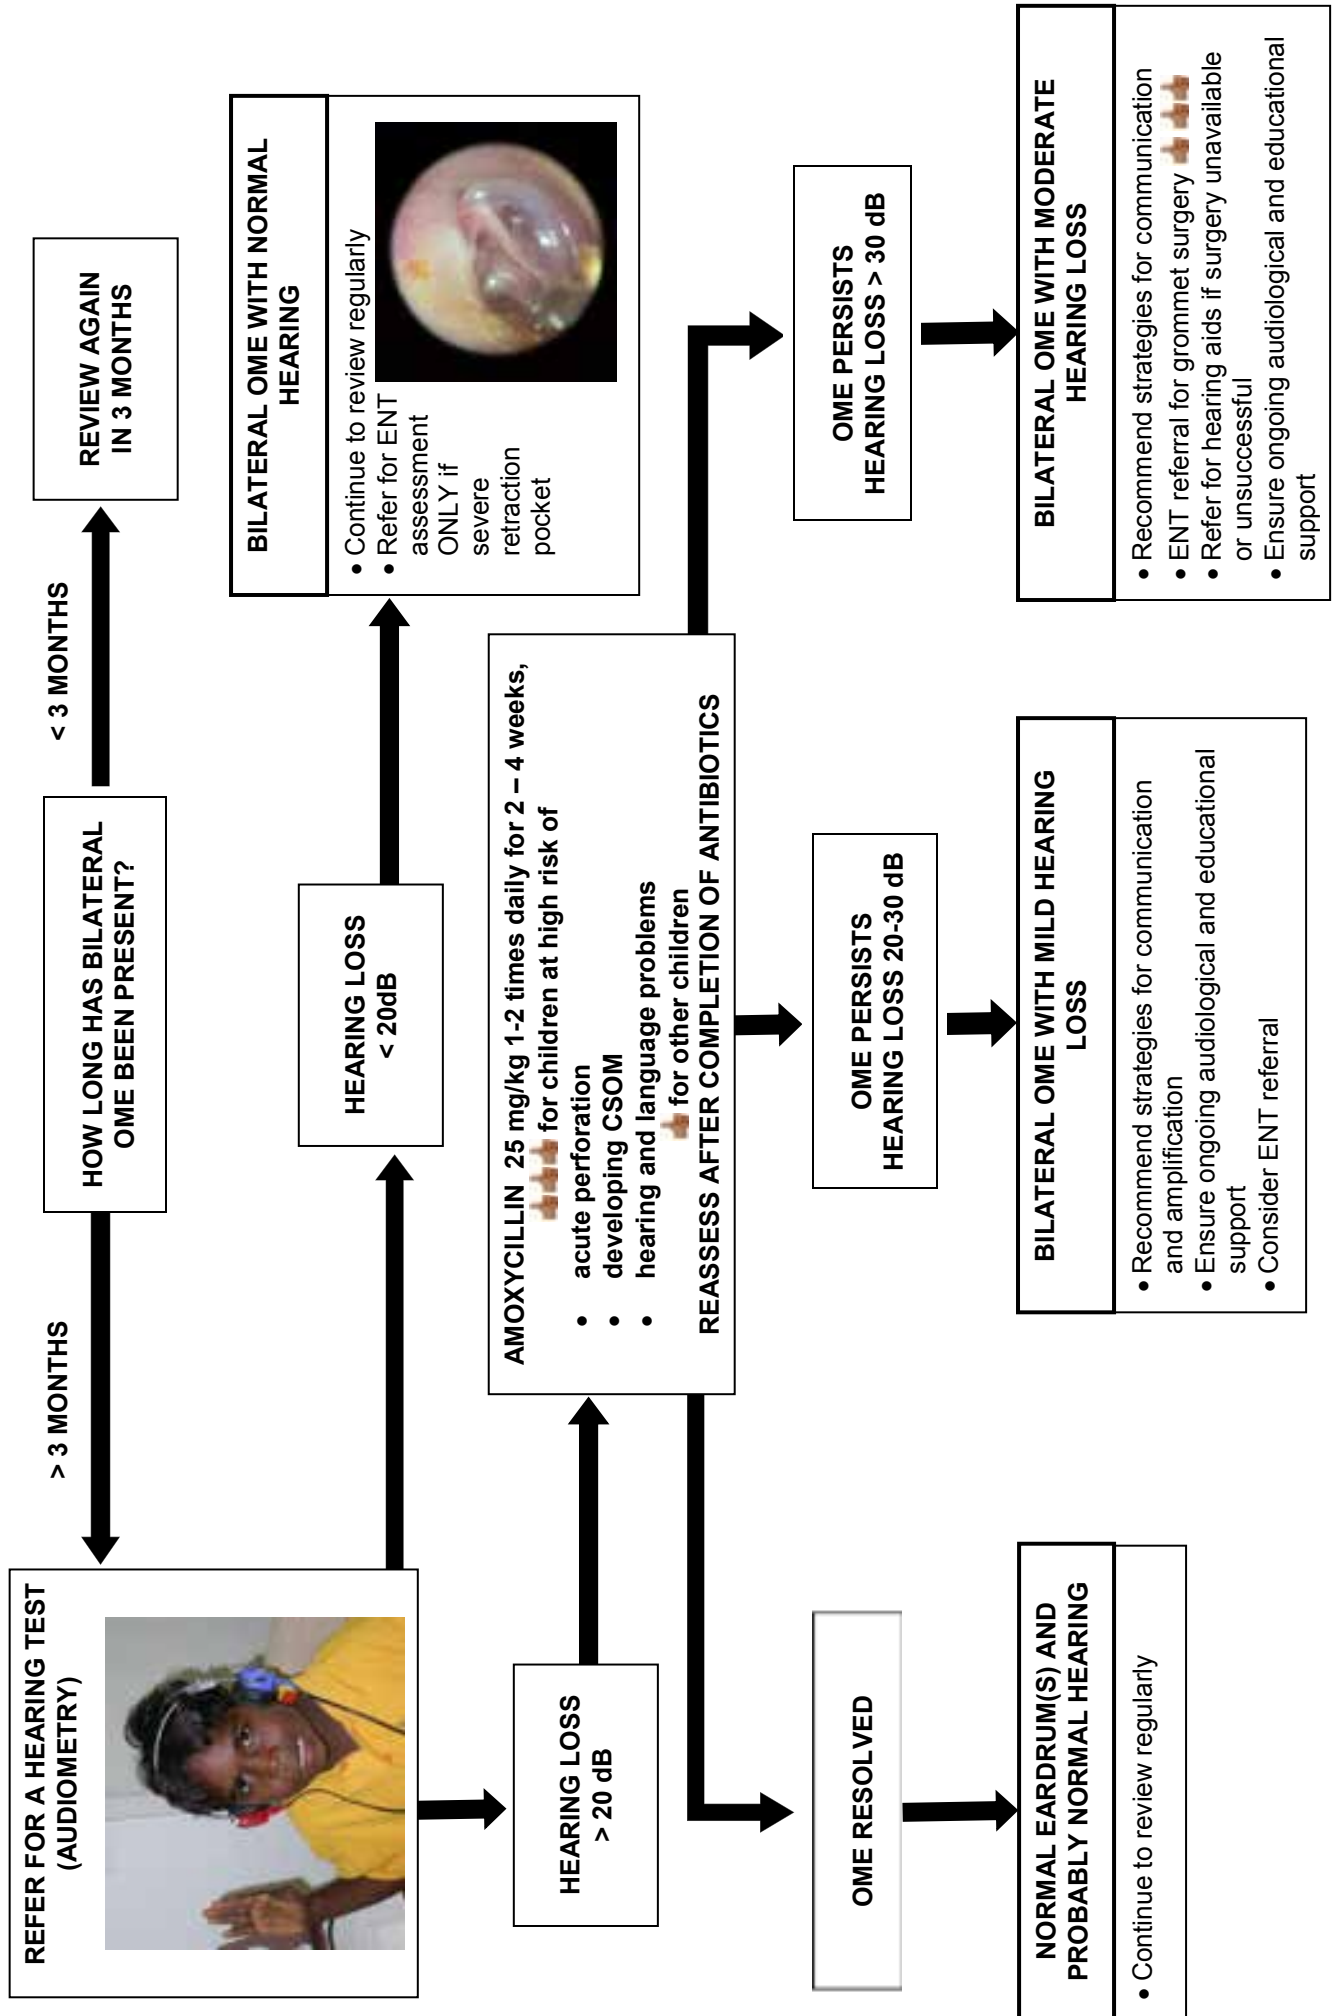 HOW LONG HAS BILATERAL
OME BEEN PRESENT?
> 3 MONTHS
< 3 MONTHS
REFER FOR A HEARING TEST
(AUDIOMETRY)
REVIEW AGAIN
IN 3 MONTHS
HEARING LOSS
< 20dB
BILATERAL OME WITH NORMAL
HEARING
• Continue to review regularly
• Refer for ENT
assessment
ONLY if
severe
retraction
pocket
HEARING LOSS
> 20 dB
AMOXYCILLIN 25 mg/kg 1-2 times daily for 2 – 4 weeks,
for children at high risk of
• acute perforation
• developing CSOM
• hearing and language problems
for other children
REASSESS AFTER COMPLETION OF ANTIBIOTICS
OME RESOLVED
OME PERSISTS
HEARING LOSS 20-30 dB
OME PERSISTS
HEARING LOSS > 30 dB
NORMAL EARDRUM(S) AND
PROBABLY NORMAL HEARING
• Continue to review regularly
BILATERAL OME WITH MILD HEARING
LOSS
• Recommend strategies for communication
and amplification
• Ensure ongoing audiological and educational
support
• Consider ENT referral
BILATERAL OME WITH MODERATE
HEARING LOSS
• Recommend strategies for communication
• ENT referral for grommet surgery
• Refer for hearing aids if surgery unavailable
or unsuccessful
• Ensure ongoing audiological and educational
support